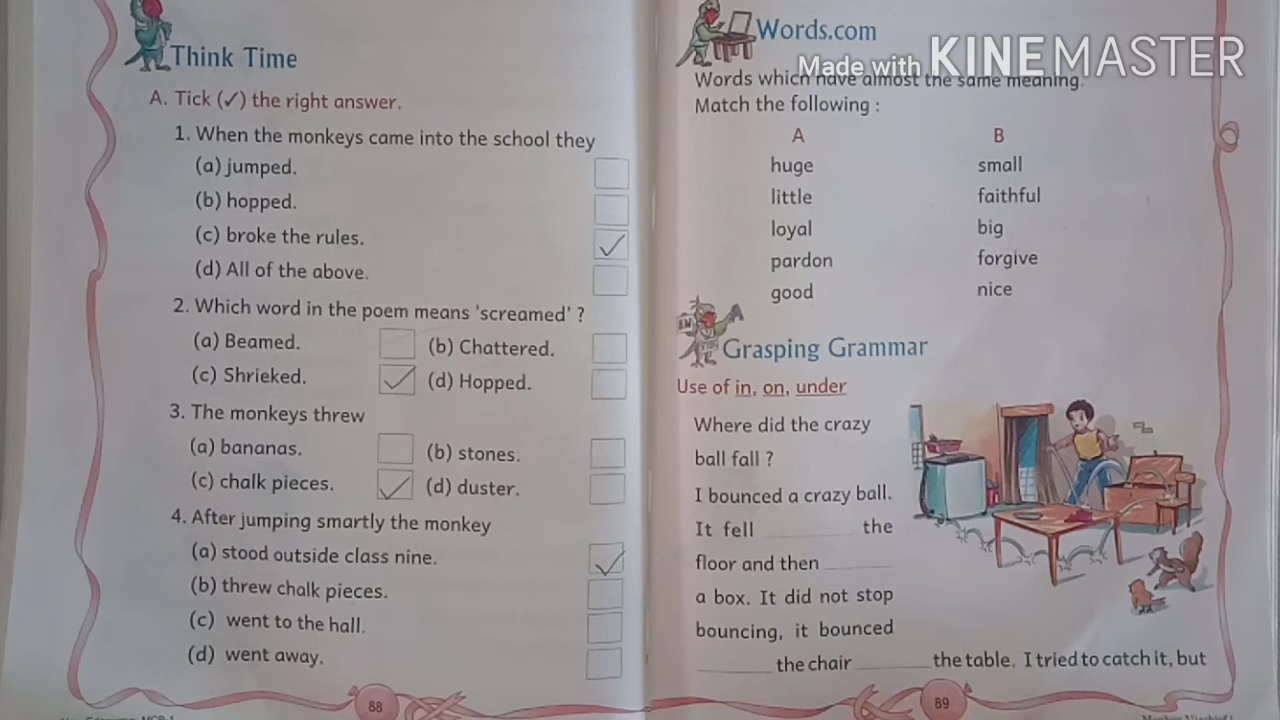 Think Time
A. Tick (✓) the right answer.
1. When the monkeys came into the school they
(a) jumped.
(b) hopped.
(c) broke the rules. ✓
(d) All of the above.
2. Which word in the poem means 'screamed' ?
(a) Beamed. (b) Chattered.
(c) Shrieked. ✓ (d) Hopped.
3. The monkeys threw
(a) bananas. (b) stones.
(c) chalk pieces. ✓ (d) duster.
4. After jumping smartly the monkey
(a) stood outside class nine. ✓
(b) threw chalk pieces.
(c) went to the hall.
(d) went away.
88
Words.com
Made with KINEMASTER
Words which have almost the same meaning.
Match the following :
A B
huge small
little faithful
loyal big
pardon forgive
good nice
Grasping Grammar
Use of in, on, under
Where did the crazy
ball fall ?
I bounced a crazy ball.
It fell ________ the
floor and then ________
a box. It did not stop
bouncing, it bounced
________ the chair ________ the table. I tried to catch it, but
89